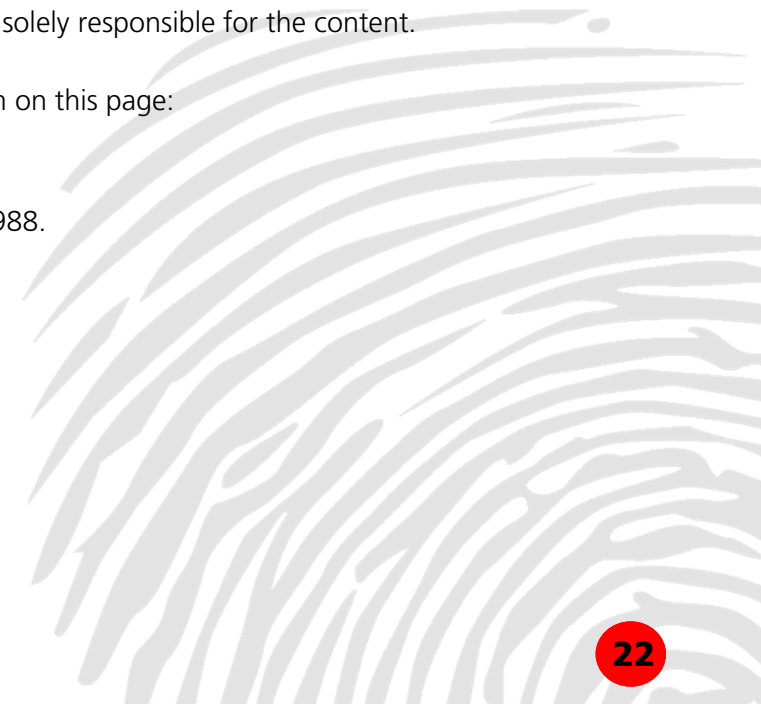 solely responsible for the content.
on this page:
988.
22